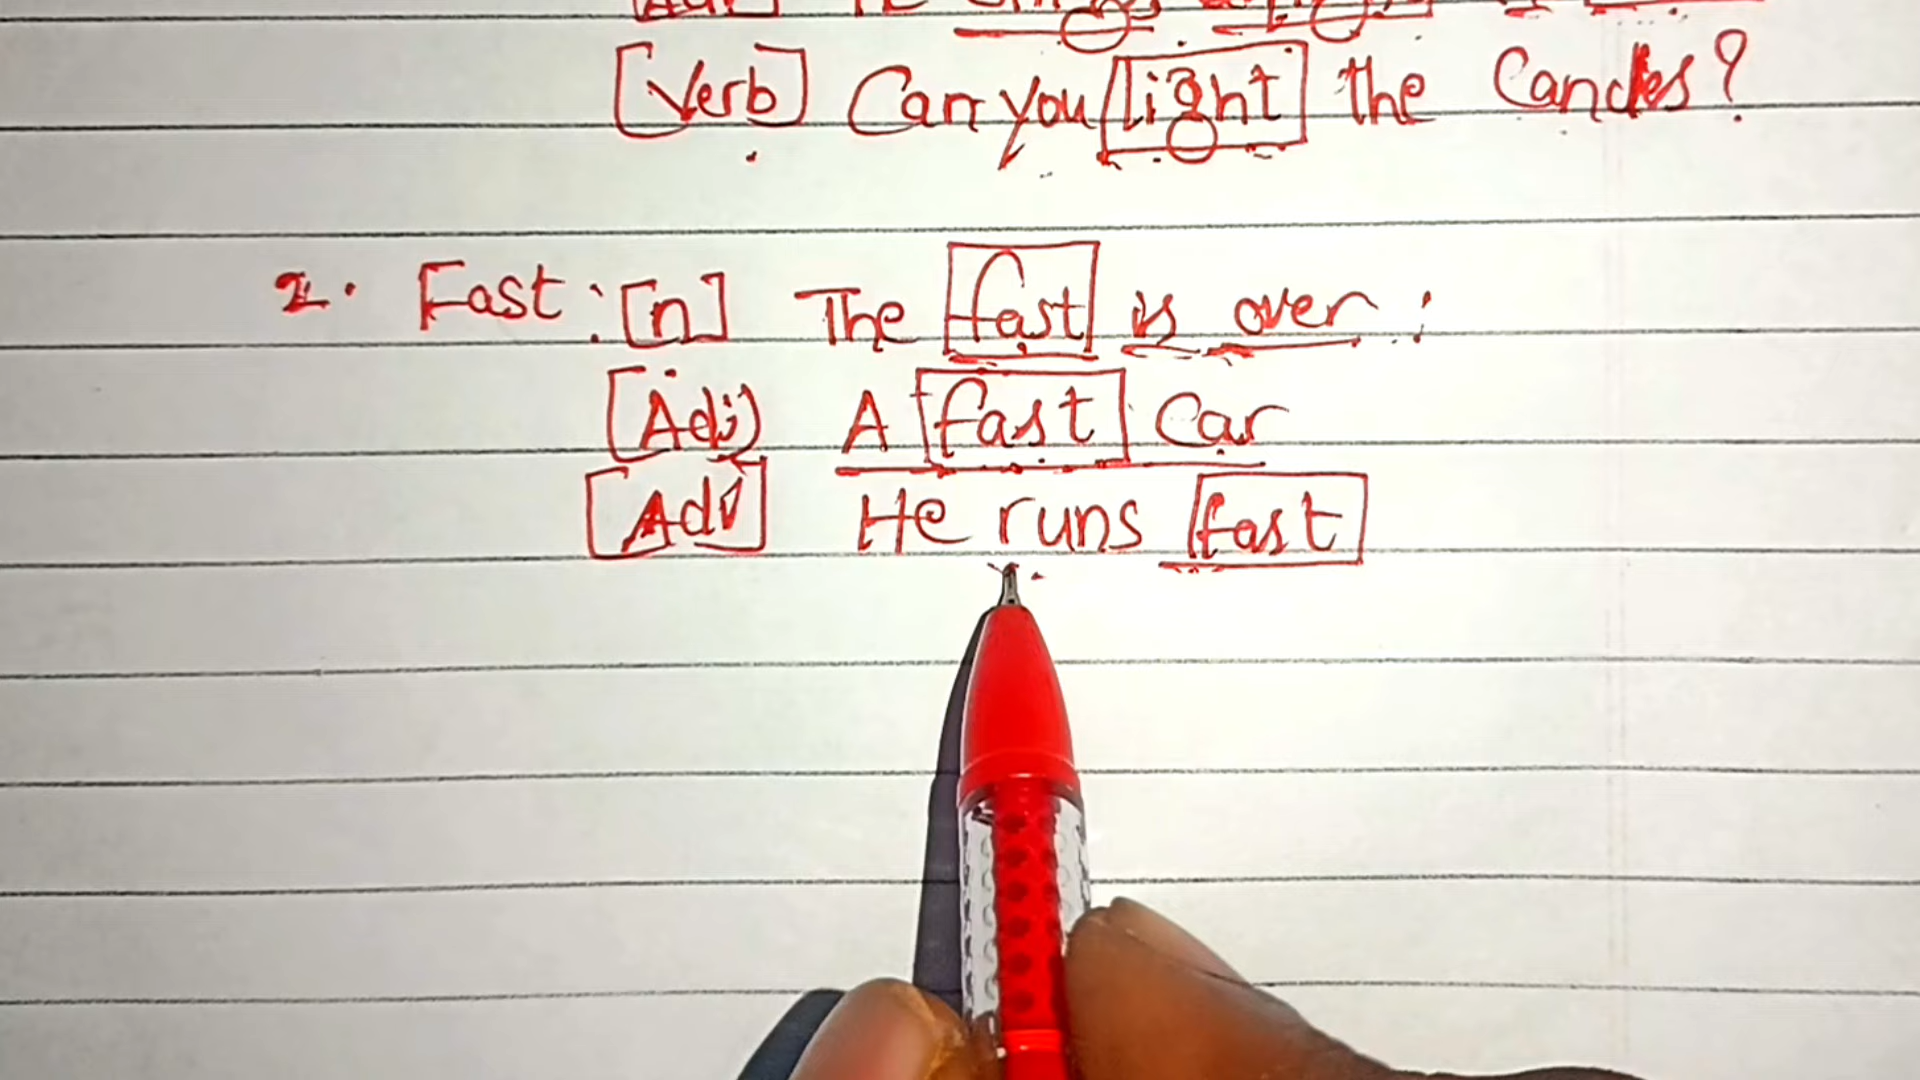 [Verb] Can you light the Candles?
2. Fast: [n] The fast is over:
[Adj) A fast Car
[Adv] He runs fast